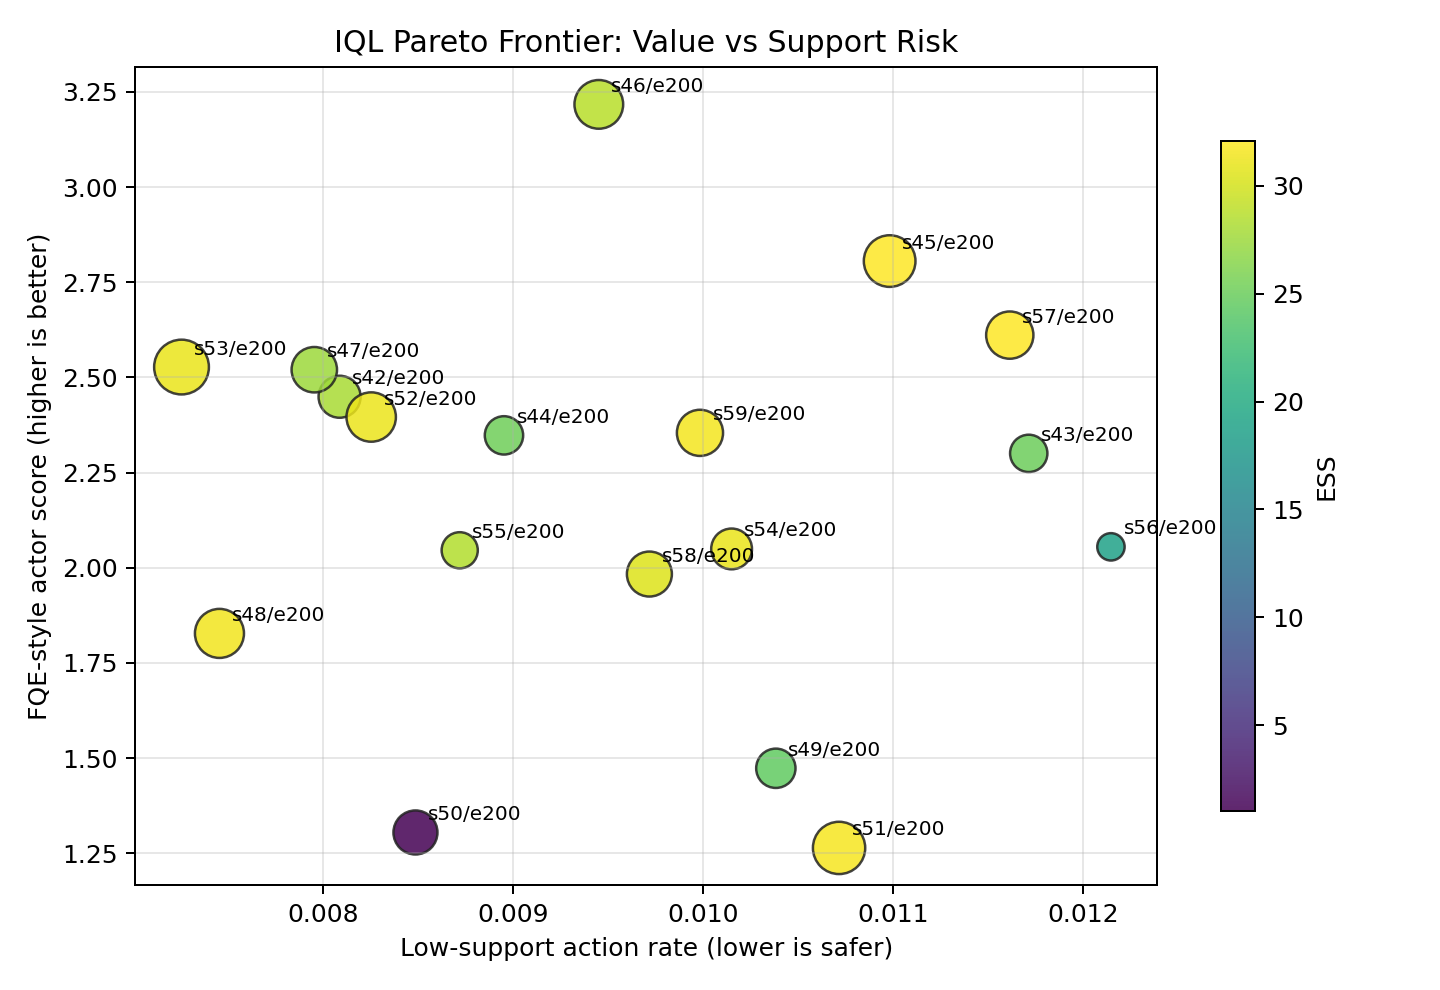 IQL Pareto Frontier: Value vs Support Risk
FQE-style actor score (higher is better)
3.25
3.00
2.75
2.50
2.25
2.00
1.75
1.50
1.25
s46/e200
s45/e200
s57/e200
s53/e200
s47/e200
s42/e200
s52/e200
s44/e200
s59/e200
s43/e200
s55/e200
s54/e200
s56/e200
s58/e200
s48/e200
s49/e200
s50/e200
s51/e200
0.008
0.009
0.010
0.011
0.012
Low-support action rate (lower is safer)
30
25
20
15
10
5
ESS